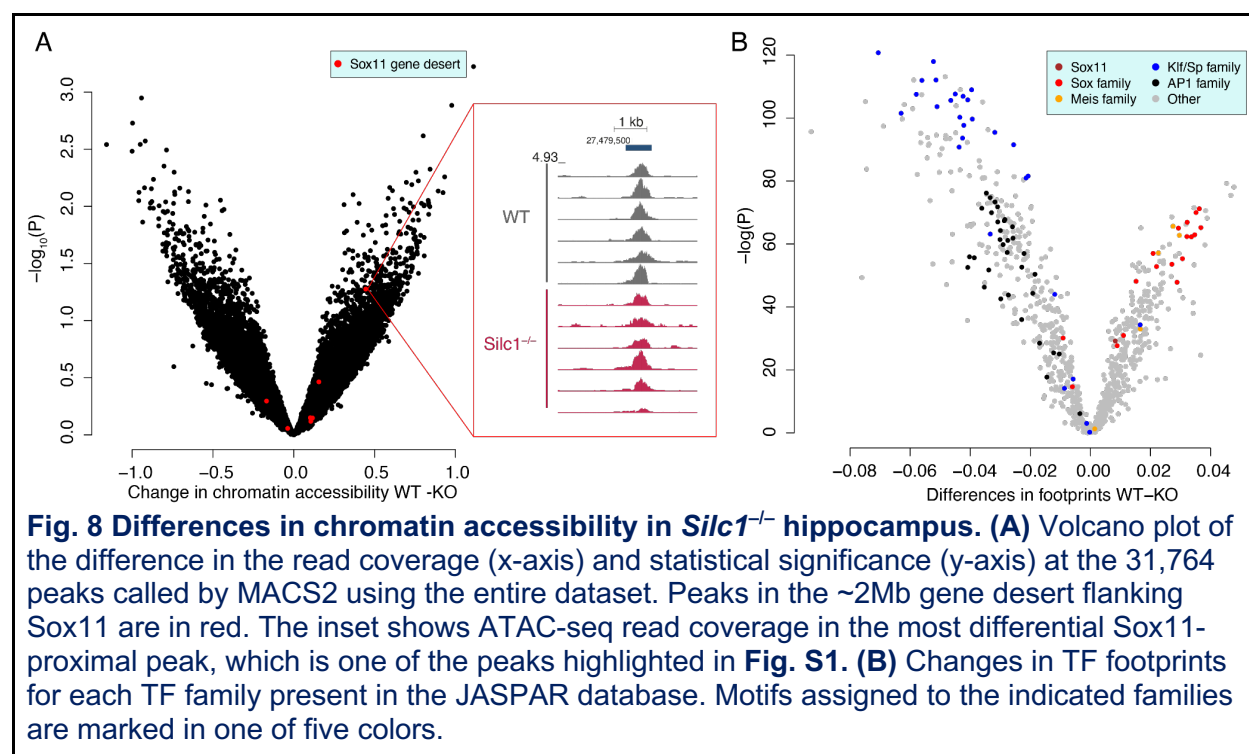 A
Sox11 gene desert
3.0
2.5
2.0
1.5
1.0
0.5
0.0
−log10(P)
−1.0 −0.5 0.0 0.5 1.0
Change in chromatin accessibility WT -KO
1 kb
27,479,500
4.93_
WT
Silc1−/−
B
Sox11
Sox family
Meis family
Klf/Sp family
AP1 family
Other
120
100
80
60
40
20
0
−log(P)
−0.08 −0.06 −0.04 −0.02 0.00 0.02 0.04
Differences in footprints WT−KO
Fig. 8 Differences in chromatin accessibility in Silc1–/– hippocampus. (A) Volcano plot of
the difference in the read coverage (x-axis) and statistical significance (y-axis) at the 31,764
peaks called by MACS2 using the entire dataset. Peaks in the ~2Mb gene desert flanking
Sox11 are in red. The inset shows ATAC-seq read coverage in the most differential Sox11-
proximal peak, which is one of the peaks highlighted in Fig. S1. (B) Changes in TF footprints
for each TF family present in the JASPAR database. Motifs assigned to the indicated families
are marked in one of five colors.